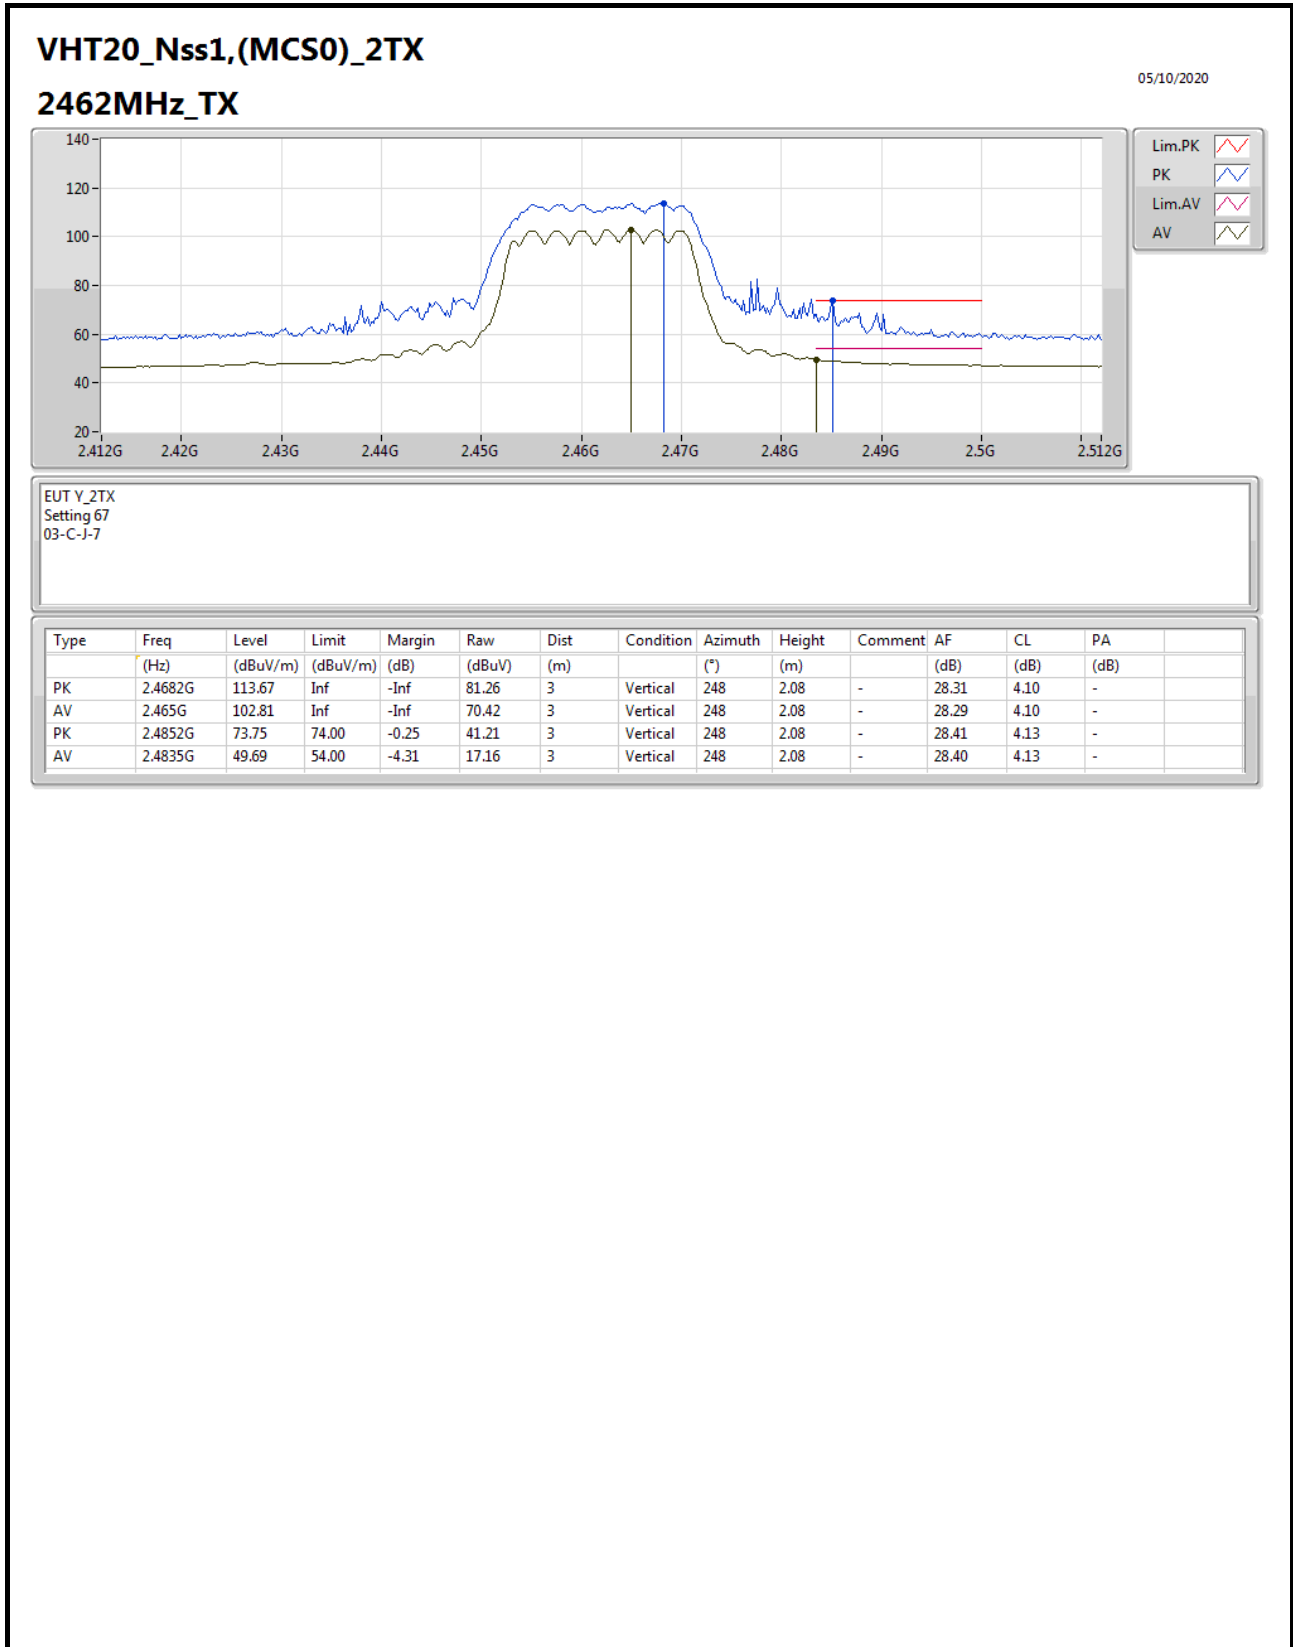 VHT20_Nss1,(MCS0)_2TX
05/10/2020
2462MHz_TX
140
120
100
80
60
40
20
2.412G 2.42G 2.43G 2.44G 2.45G 2.46G 2.47G 2.48G 2.49G 2.5G 2.512G
Lim.PK
PK
Lim.AV
AV
EUT Y_2TX
Setting 67
03-C-J-7
Type Freq Level Limit Margin Raw Dist Condition Azimuth Height Comment AF CL PA
(Hz) (dBuV/m) (dBuV/m) (dB) (dBuV) (m) (°) (m) (dB) (dB) (dB)
PK 2.4682G 113.67 Inf -Inf 81.26 3 Vertical 248 2.08 - 28.31 4.10 -
AV 2.465G 102.81 Inf -Inf 70.42 3 Vertical 248 2.08 - 28.29 4.10 -
PK 2.4852G 73.75 74.00 -0.25 41.21 3 Vertical 248 2.08 - 28.41 4.13 -
AV 2.4835G 49.69 54.00 -4.31 17.16 3 Vertical 248 2.08 - 28.40 4.13 -